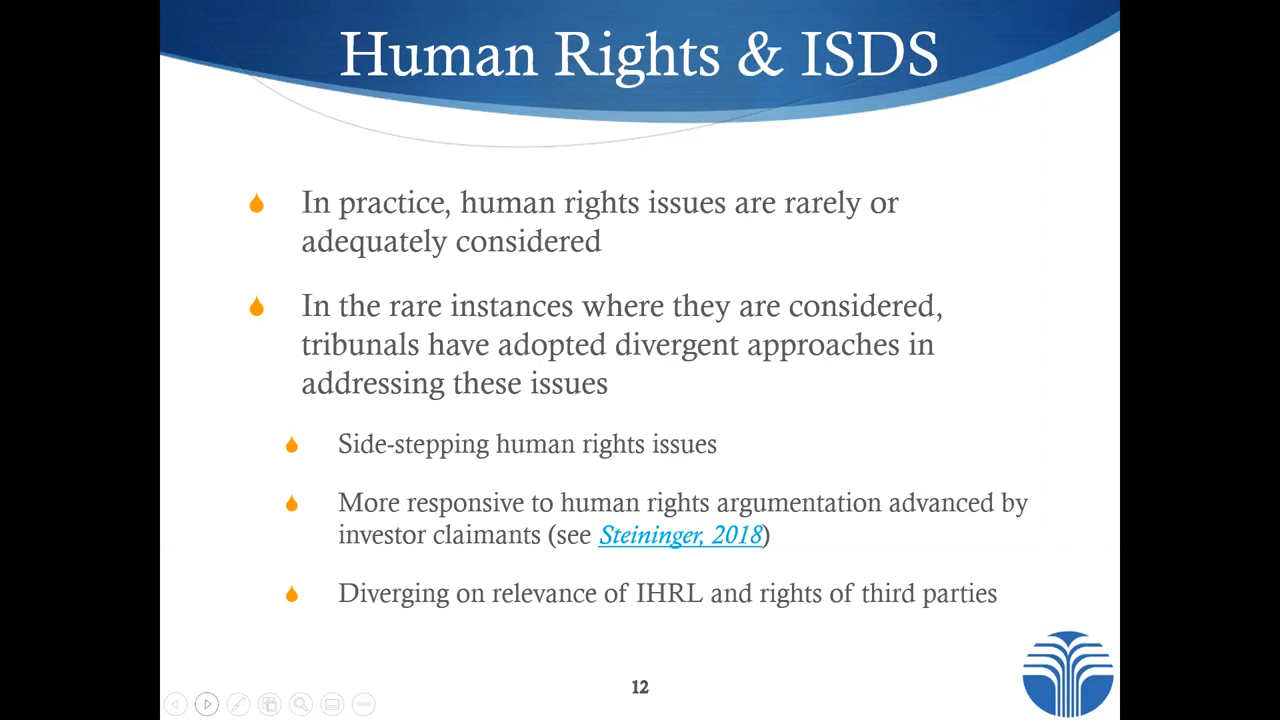 Human Rights & ISDS
In practice, human rights issues are rarely or
adequately considered
In the rare instances where they are considered,
tribunals have adopted divergent approaches in
addressing these issues
Side-stepping human rights issues
More responsive to human rights argumentation advanced by
investor claimants (see Steininger, 2018)
Diverging on relevance of IHRL and rights of third parties
12